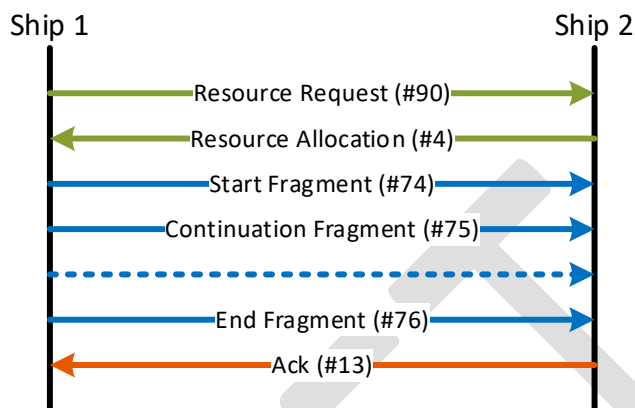 Ship 1 Ship 2
Resource Request (#90)
Resource Allocation (#4)
Start Fragment (#74)
Continuation Fragment (#75)
End Fragment (#76)
Ack (#13)